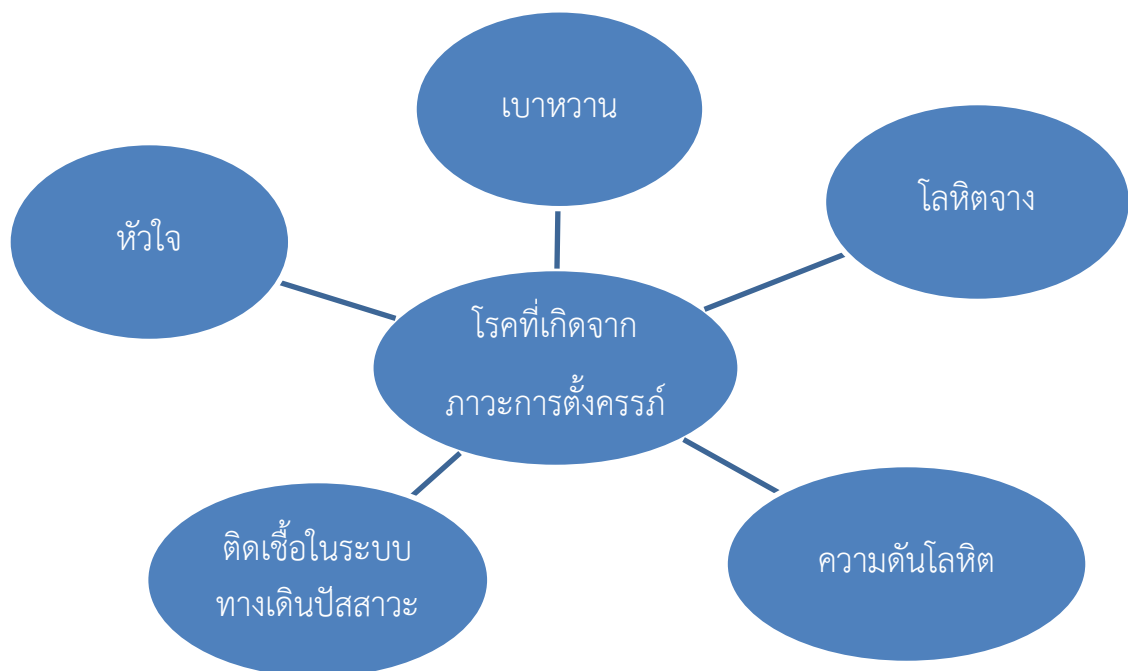 เบาหวาน
โลหิตจาง
หัวใจ
โรคที่เกิดจาก
ภาวะการตั้งครรภ์
ติดเชื้อในระบบ
ทางเดินปัสสาวะ
ความดันโลหิต